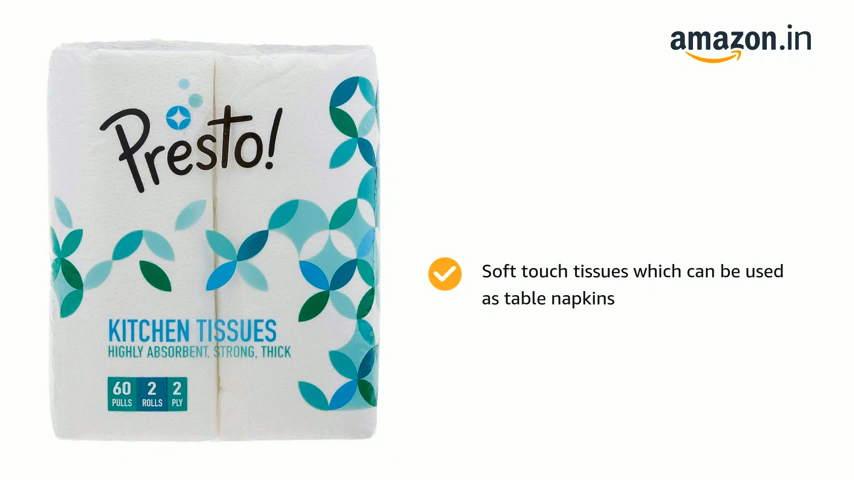 amazon.in
Presto!
Soft touch tissues which can be used
as table napkins
KITCHEN TISSUES
HIGHLY ABSORBENT, STRONG, THICK
60 2 2
PULLS ROLLS PLY